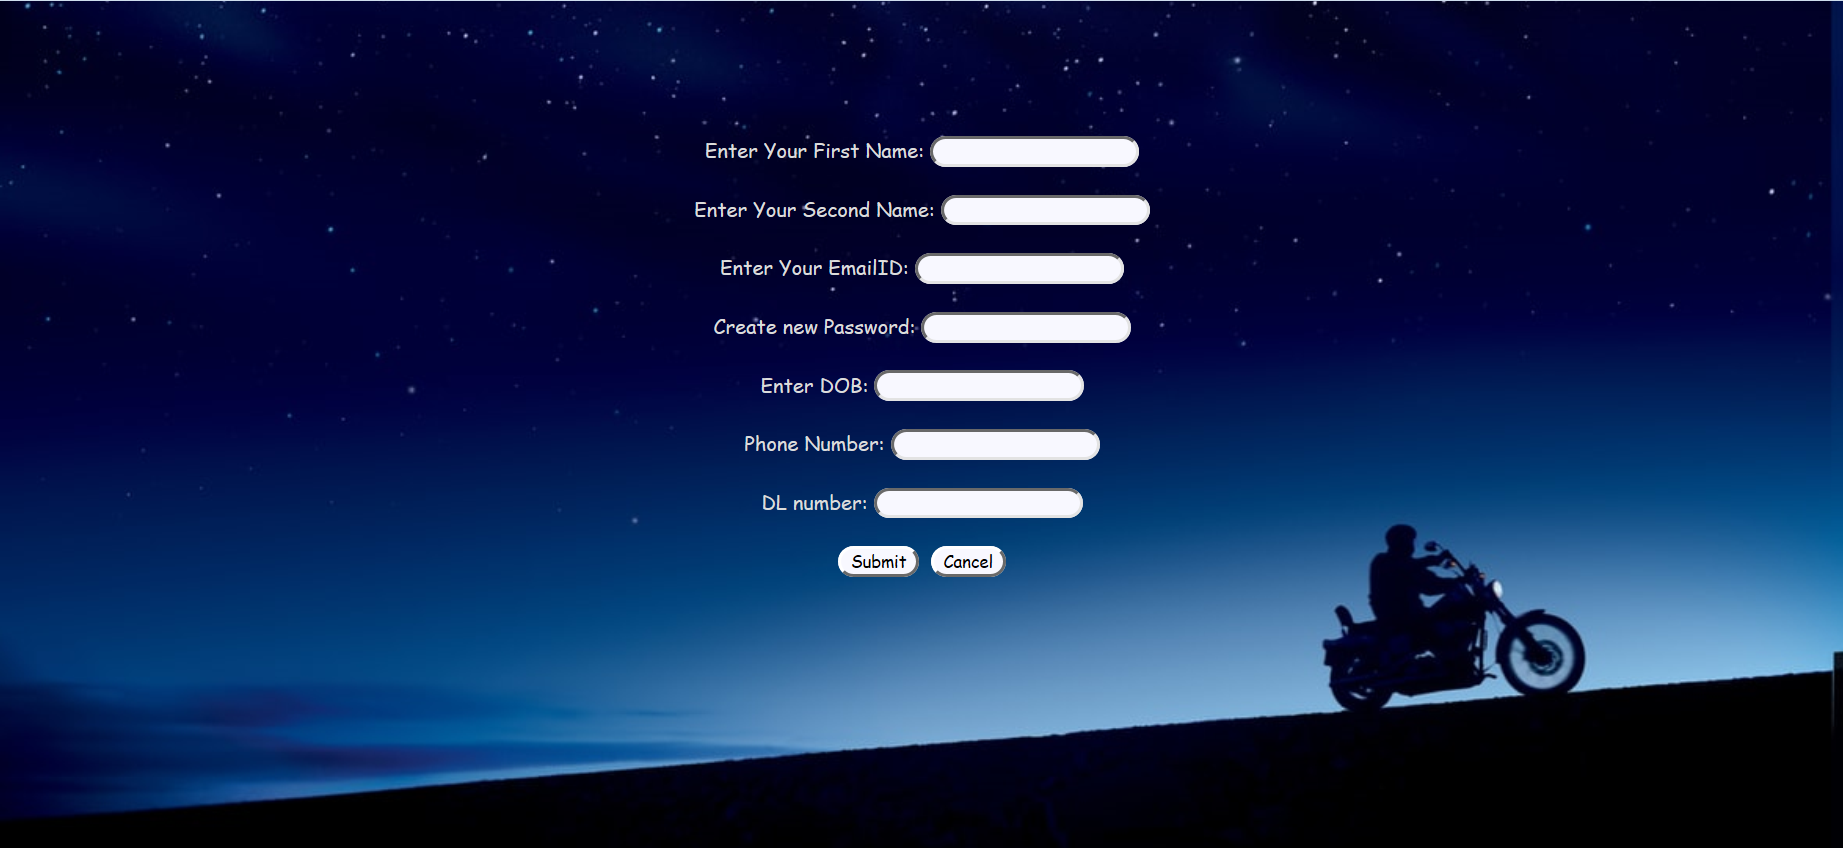 Enter Your First Name:
Enter Your Second Name:
Enter Your EmailID:
Create new Password:
Enter DOB:
Phone Number:
DL number:
Submit Cancel